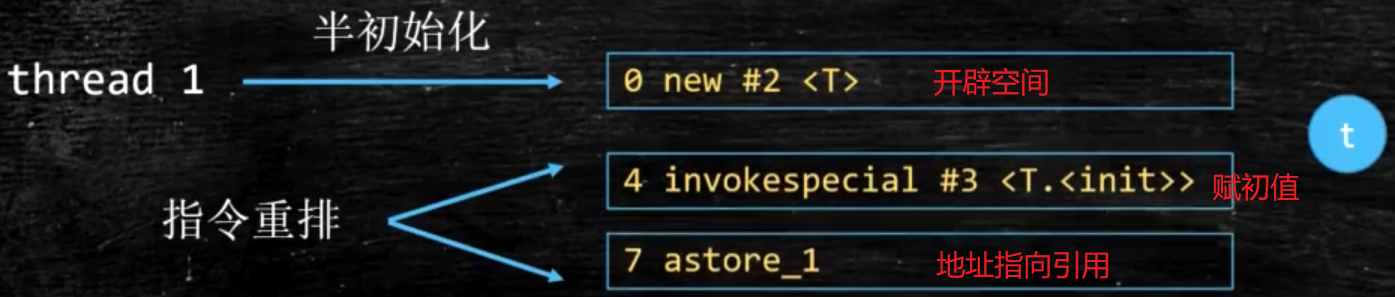 半初始化
thread 1
0 new #2 <T> 开辟空间
t
4 invokespecial #3 <T.<init>> 赋初值
指令重排
7 astore_1 地址指向引用